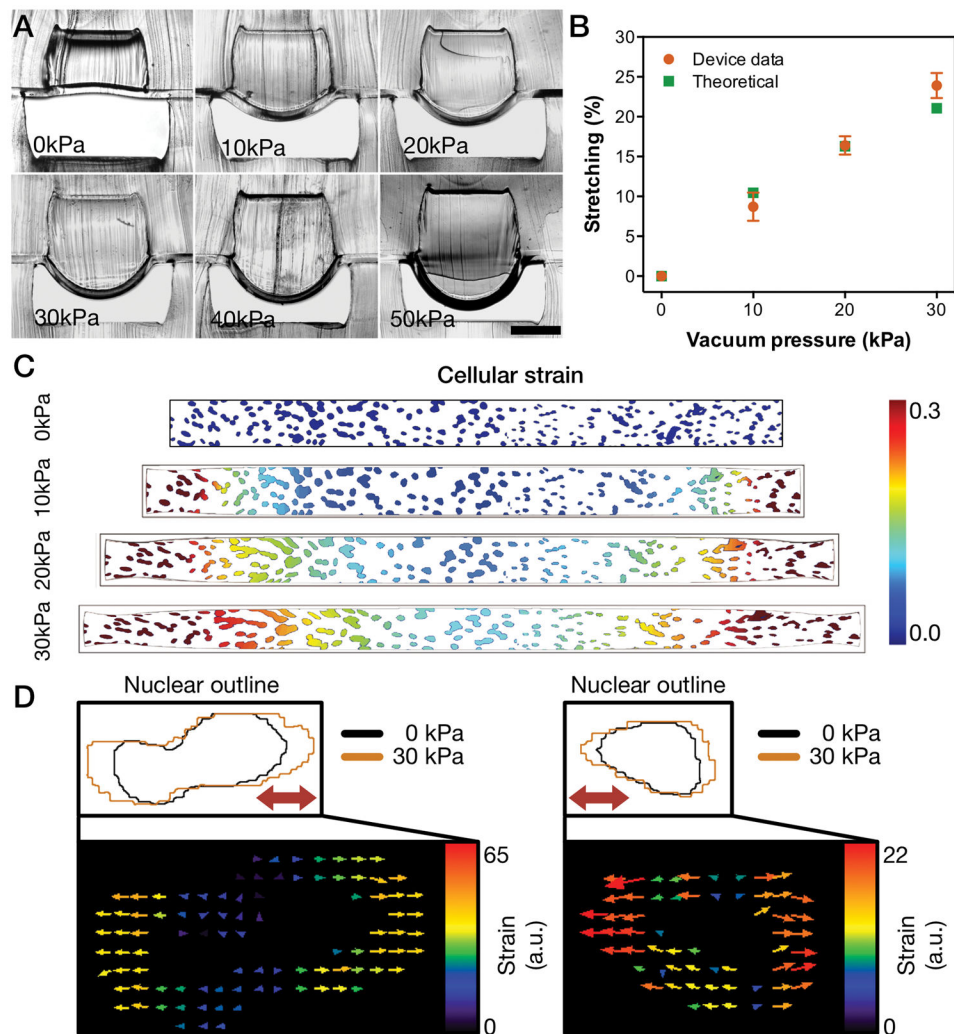 A
0kPa
10kPa
20kPa
30kPa
40kPa
50kPa
B
30
25
20
15
10
5
0
Stretching (%)
Device data
Theoretical
0
10
20
30
Vacuum pressure (kPa)
C
Cellular strain
0kPa
10kPa
20kPa
30kPa
0.3
0.0
D
Nuclear outline
0 kPa
30 kPa
65
Strain
(a.u.)
0
Nuclear outline
0 kPa
30 kPa
22
Strain
(a.u.)
0